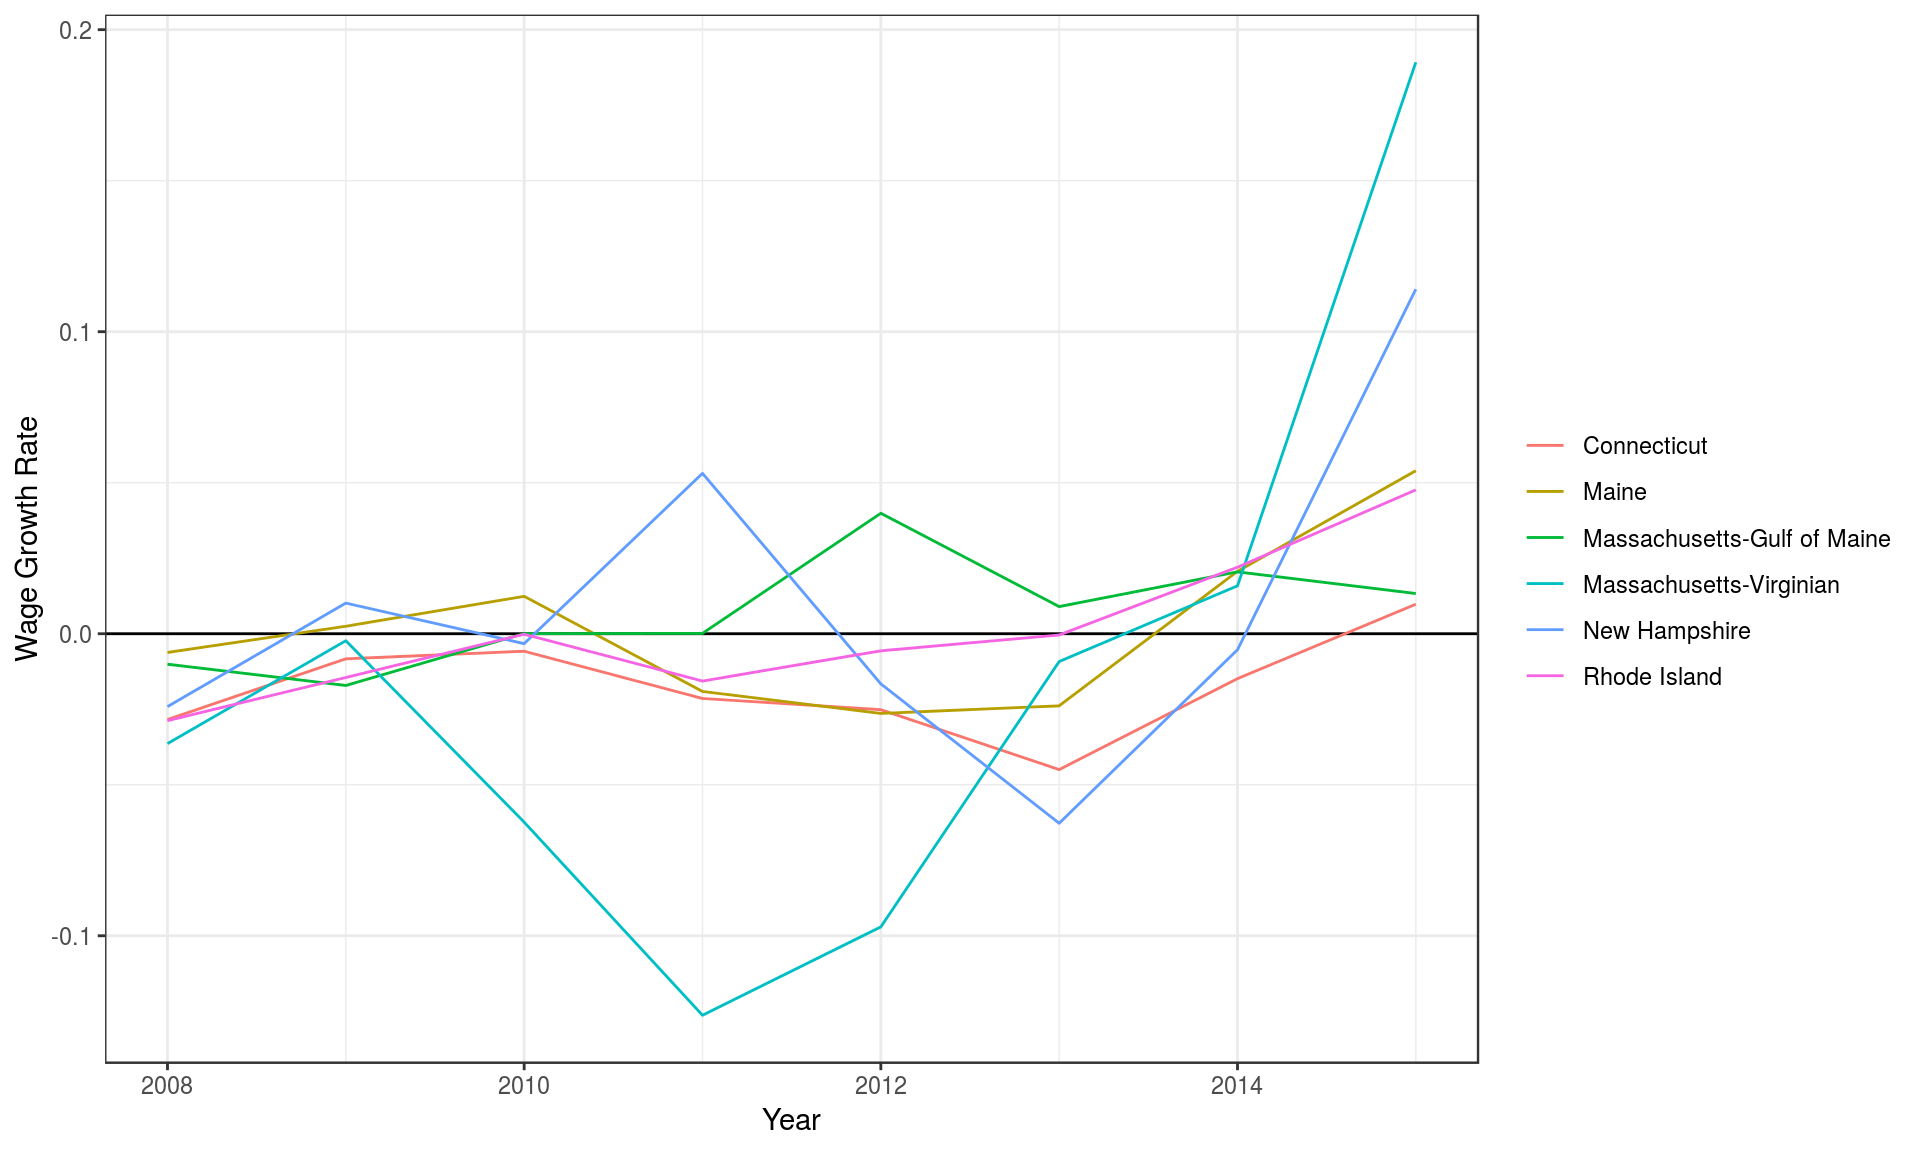 0.2
0.1
0.0
-0.1
Wage Growth Rate
2008 2010 2012 2014
Year
Connecticut
Maine
Massachusetts-Gulf of Maine
Massachusetts-Virginian
New Hampshire
Rhode Island